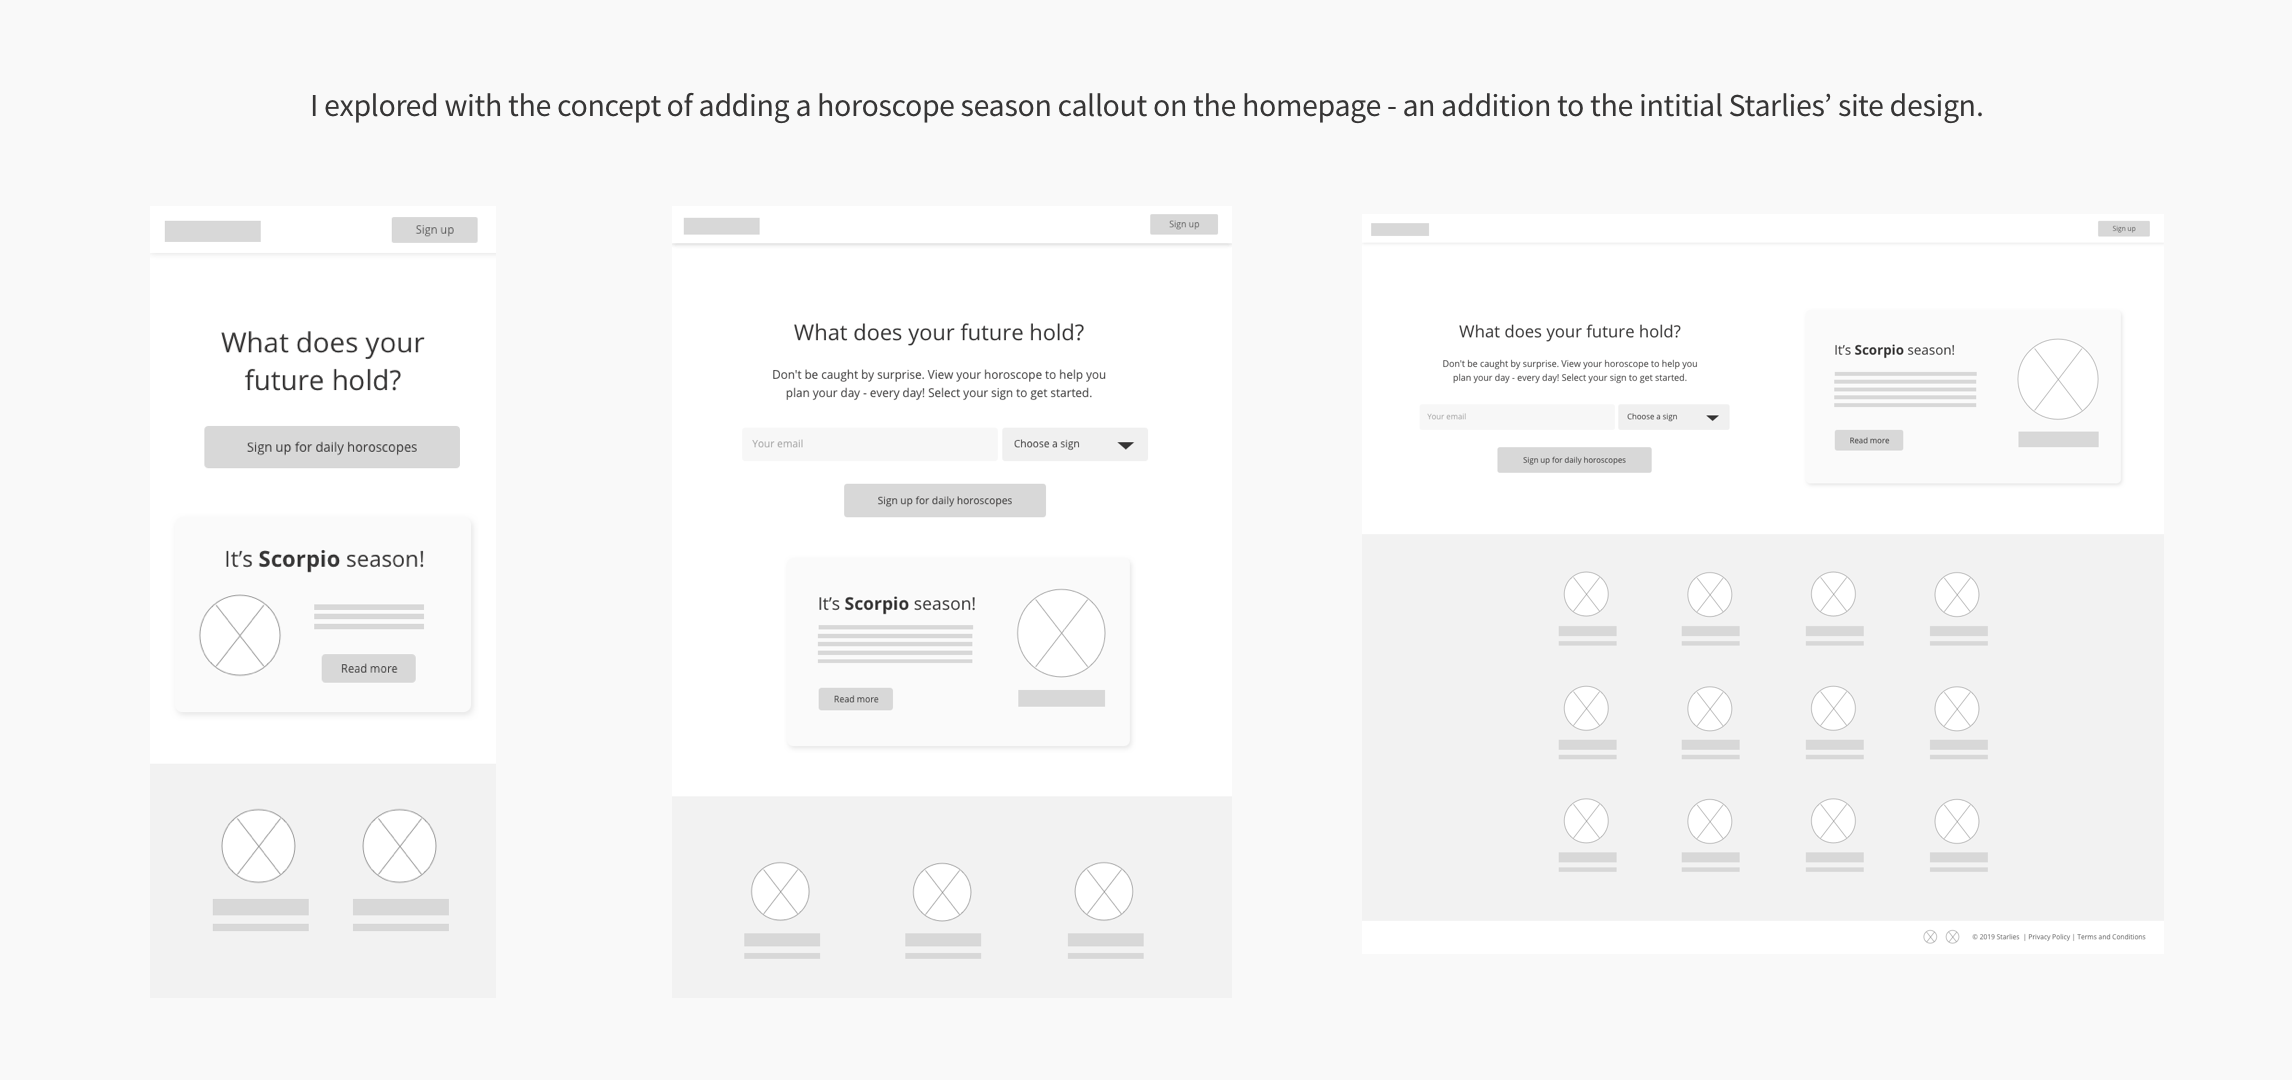 I explored with the concept of adding a horoscope season callout on the homepage - an addition to the intitial Starlies’ site design.
Sign up
What does your
future hold?
Sign up for daily horoscopes
It’s Scorpio season!
Read more
Sign up
What does your future hold?
Don't be caught by surprise. View your horoscope to help you
plan your day - every day! Select your sign to get started.
Your email
Choose a sign
Sign up for daily horoscopes
It’s Scorpio season!
Read more
Sign up
What does your future hold?
Don't be caught by surprise. View your horoscope to help you
plan your day - every day! Select your sign to get started.
Your email
Choose a sign
Sign up for daily horoscopes
It’s Scorpio season!
Read more
© 2019 Starlies | Privacy Policy | Terms and Conditions